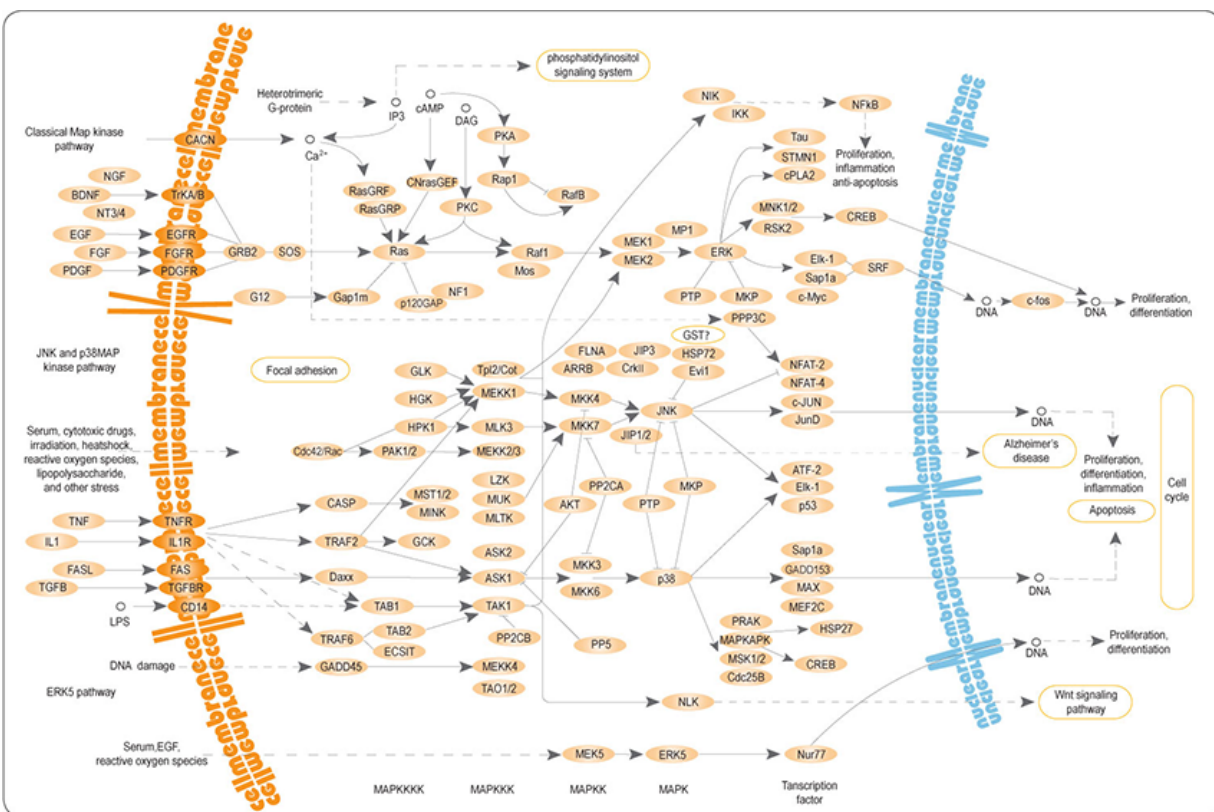 phosphatidylinositol
signaling system
Heterotrimeric
G-protein
IP3
cAMP
DAG
NIK
IKK
NFkB
Classical Map kinase
pathway
CACN
Ca2+
PKA
Tau
STMN1
cPLA2
Proliferation,
inflammation
anti-apoptosis
NGF
BDNF
NT3/4
TrKA/B
RasGRF
RasGRP
CNrasGEF
Rap1
RafB
PKC
MNK1/2
RSK2
CREB
EGF
EGFR
FGF
FGFR
PDGF
PDGFR
GRB2
SOS
Ras
Raf1
Mos
MEK1
MEK2
MP1
ERK
Elk-1
Sap1a
c-Myc
SRF
G12
Gap1m
p120GAP
NF1
PTP
MKP
DNA
c-fos
DNA
Proliferation,
differentiation
PPP3C
GST?
JNK and p38MAP
kinase pathway
Focal adhesion
GLK
HGK
HPK1
Tpl2/Cot
MEKK1
FLNA
ARRB
JIP3
CrkII
HSP72
Evi1
NFAT-2
NFAT-4
c-JUN
JunD
MKK4
MKK7
JNK
JIP1/2
DNA
Serum, cytotoxic drugs,
irradiation, heatshock,
reactive oxygen species,
lipopolysaccharide,
and other stress
Cdc42/Rac
PAK1/2
MLK3
MEKK2/3
Alzheimer's
disease
Proliferation,
differentiation,
inflammation
Cell
cycle
LZK
MUK
MLTK
PP2CA
AKT
MKP
PTP
ATF-2
Elk-1
p53
CASP
MST1/2
MINK
Apoptosis
TNF
TNFR
IL1
IL1R
TRAF2
GCK
ASK2
ASK1
MKK3
MKK6
p38
Sap1a
GADD153
MAX
MEF2C
DNA
FASL
FAS
TGFB
TGFBR
Daxx
LPS
CD14
TAB1
TAK1
TRAF6
TAB2
ECSIT
PP2CB
PP5
PRAK
MAPKAPK
MSK1/2
Cdc25B
HSP27
CREB
DNA
Proliferation,
differentiation
DNA damage
GADD45
MEKK4
TAO1/2
ERK5 pathway
NLK
Wnt signaling
pathway
Serum,EGF,
reactive oxygen species
MEK5
ERK5
Nur77
MAPKKKK
MAPKKK
MAPKK
MAPK
Tanscription
factor
cellmembrane
nuclearmembrane